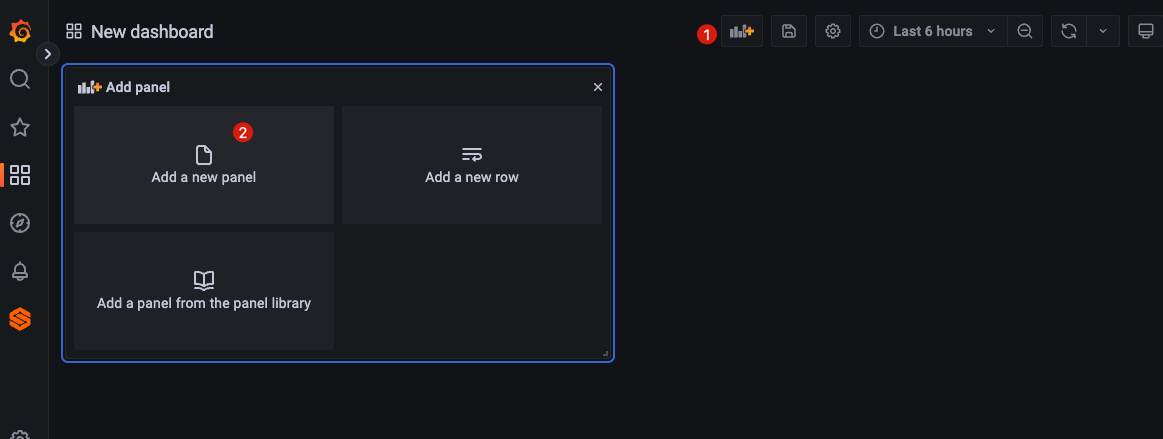 New dashboard
1
Last 6 hours
Add panel
2
Add a new panel
Add a new row
Add a panel from the panel library